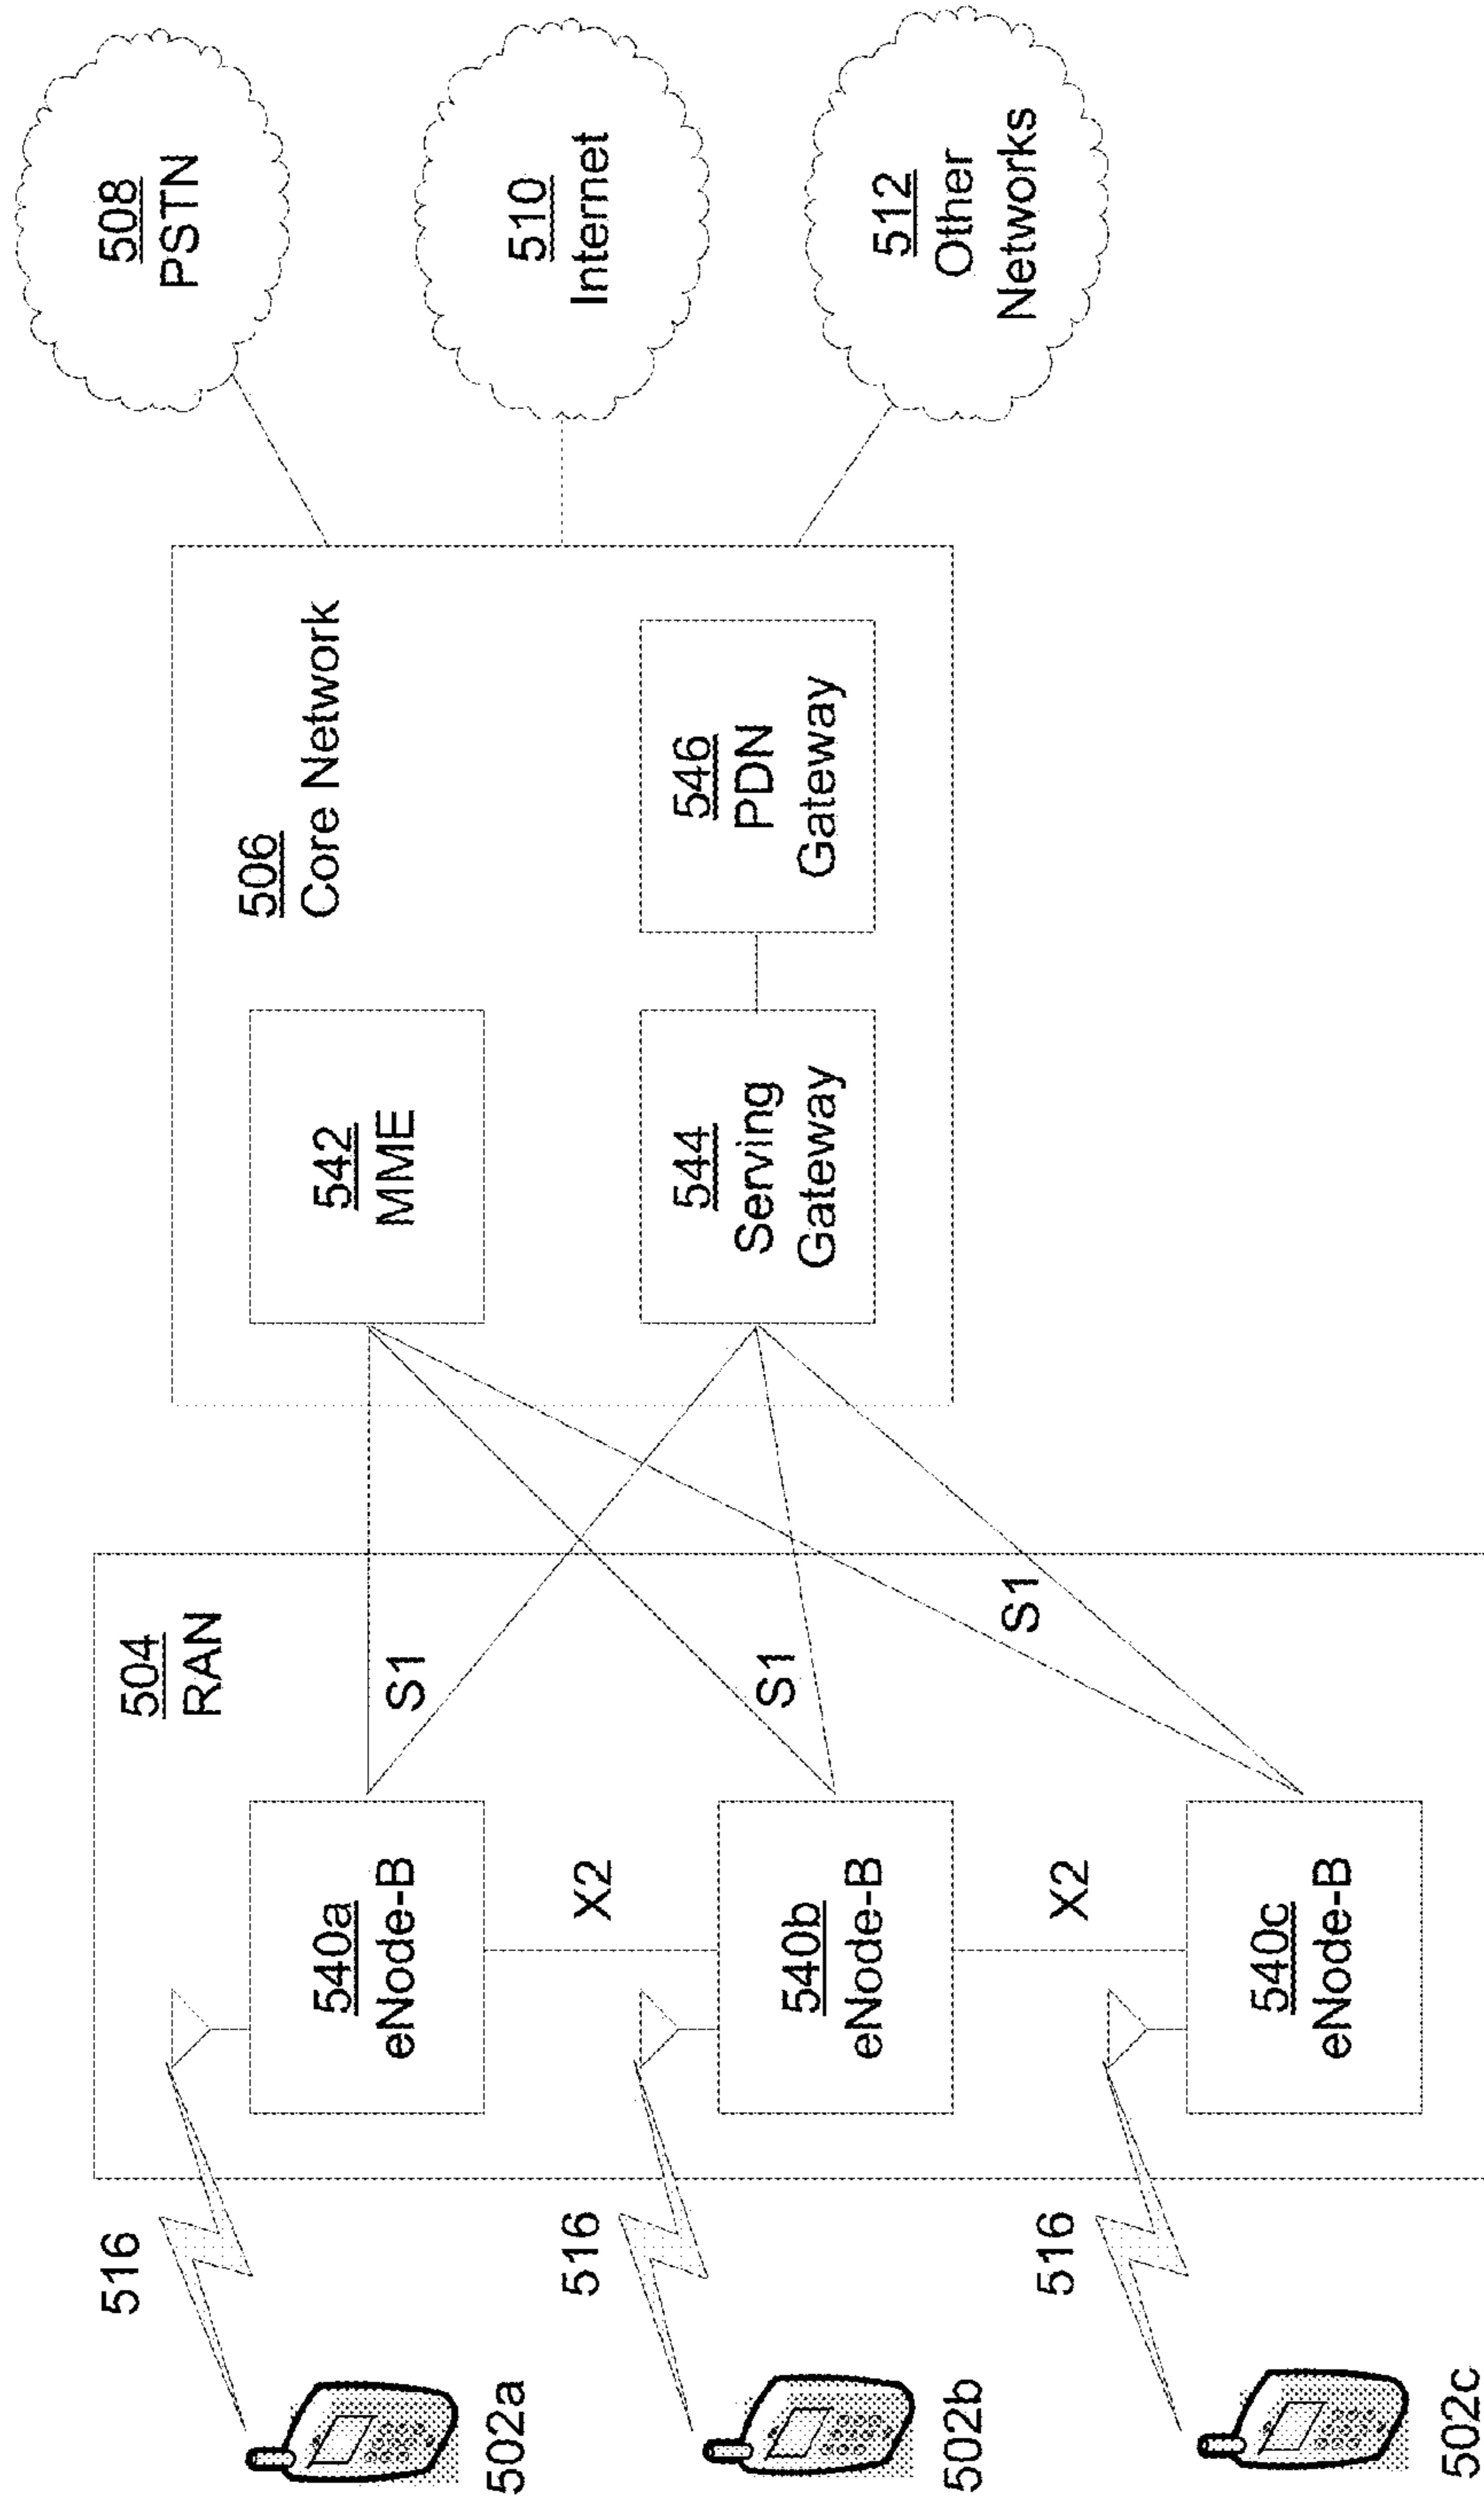 504
RAN
506
Core Network
508
PSTN
516
502a
540a
eNode-B
S1
542
MME
X2
510
Internet
516
502b
540b
eNode-B
S1
544
Serving
Gateway
546
PDN
Gateway
X2
512
Other
Networks
516
502c
540c
eNode-B
S1